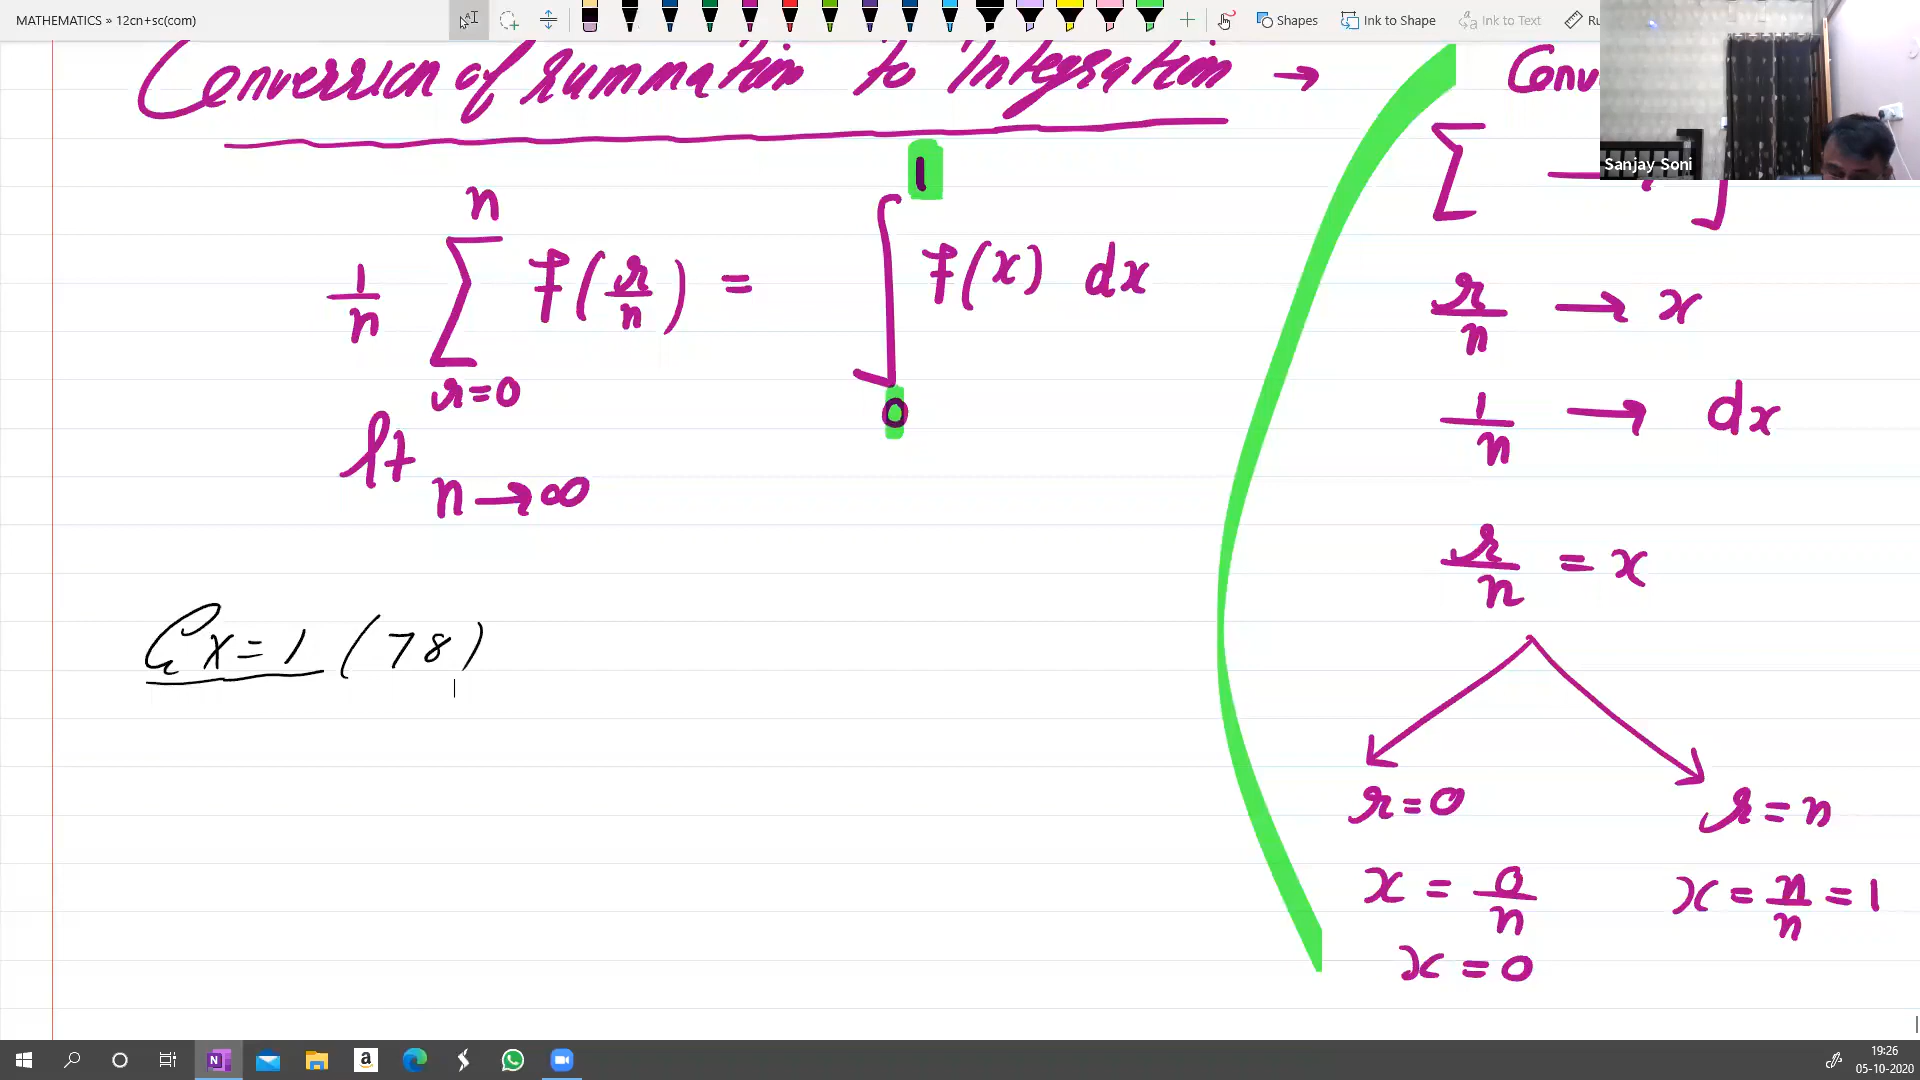 MATHEMATICS » 12cn+sc(com)
Shapes
Ink to Shape
Ink to Text
Ru
Sanjay Soni
Conversion of summation to Integration →
1/n ∑ f(r/n) = ∫ f(x) dx
n
r=0
1
0
lt n→∞
Ex=1 (78)
Conv
∑ → ∫
r/n → x
1/n → dx
r/n = x
r=0
r=n
x = 0/n
x = n/n = 1
x = 0
19:26
05-10-2020